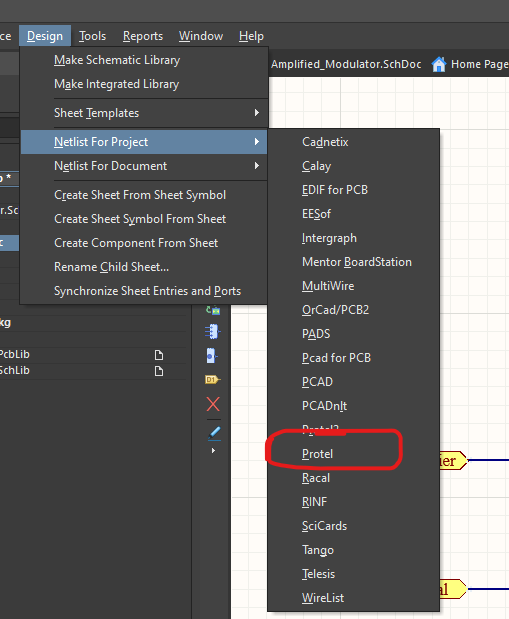 ce Design Tools Reports Window Help
Make Schematic Library
Amplified_Modulator.SchDoc Home Page
Make Integrated Library
Sheet Templates
Netlist For Project
Cadnetix
Netlist For Document
Calay
EDIF for PCB
Create Sheet From Sheet Symbol
r.Sc
EESof
Create Sheet Symbol From Sheet
Intergraph
Create Component From Sheet
Mentor BoardStation
Rename Child Sheet...
MultiWire
Synchronize Sheet Entries and Ports
OrCad/PCB2
kg
PADS
PcbLib
Pcad for PCB
SchLib
PCAD
D1
PCADnlt
Protel2
Protel
ier
Racal
RINF
SciCards
Tango
Telesis
al
WireList